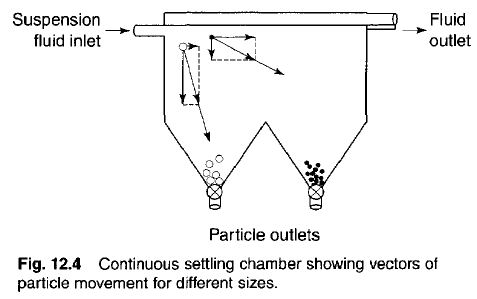 Suspension
fluid inlet
Fluid
outlet
Particle outlets
Fig. 12.4 Continuous settling chamber showing vectors of
particle movement for different sizes.